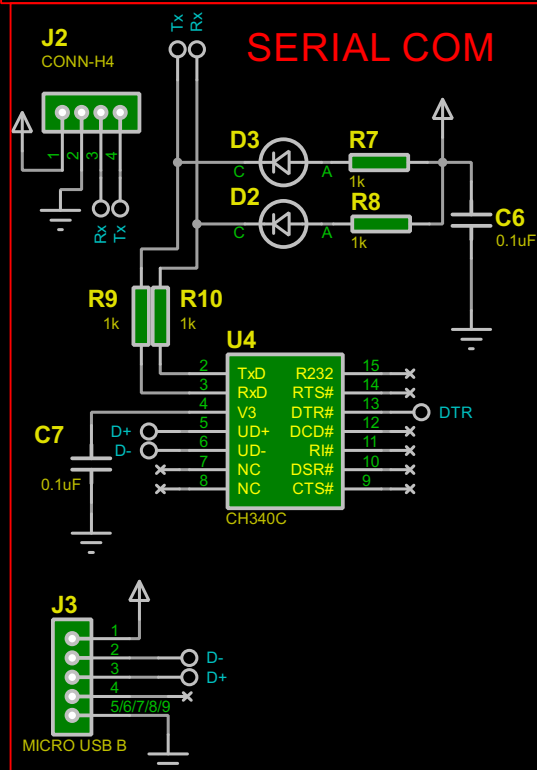 SERIAL COM
Tx
Rx
J2
CONN-H4
1
2
3
4
Rx
Tx
D3
C
A
R7
1k
D2
C
A
R8
1k
C6
0.1uF
R9
1k
R10
1k
U4
2 TxD R232 15
3 RxD RTS# 14
4 V3 DTR# 13 DTR
D+ 5 UD+ DCD# 12
D- 6 UD- RI# 11
7 NC DSR# 10
8 NC CTS# 9
CH340C
C7
0.1uF
J3
1
2 D-
3 D+
4
5/6/7/8/9
MICRO USB B